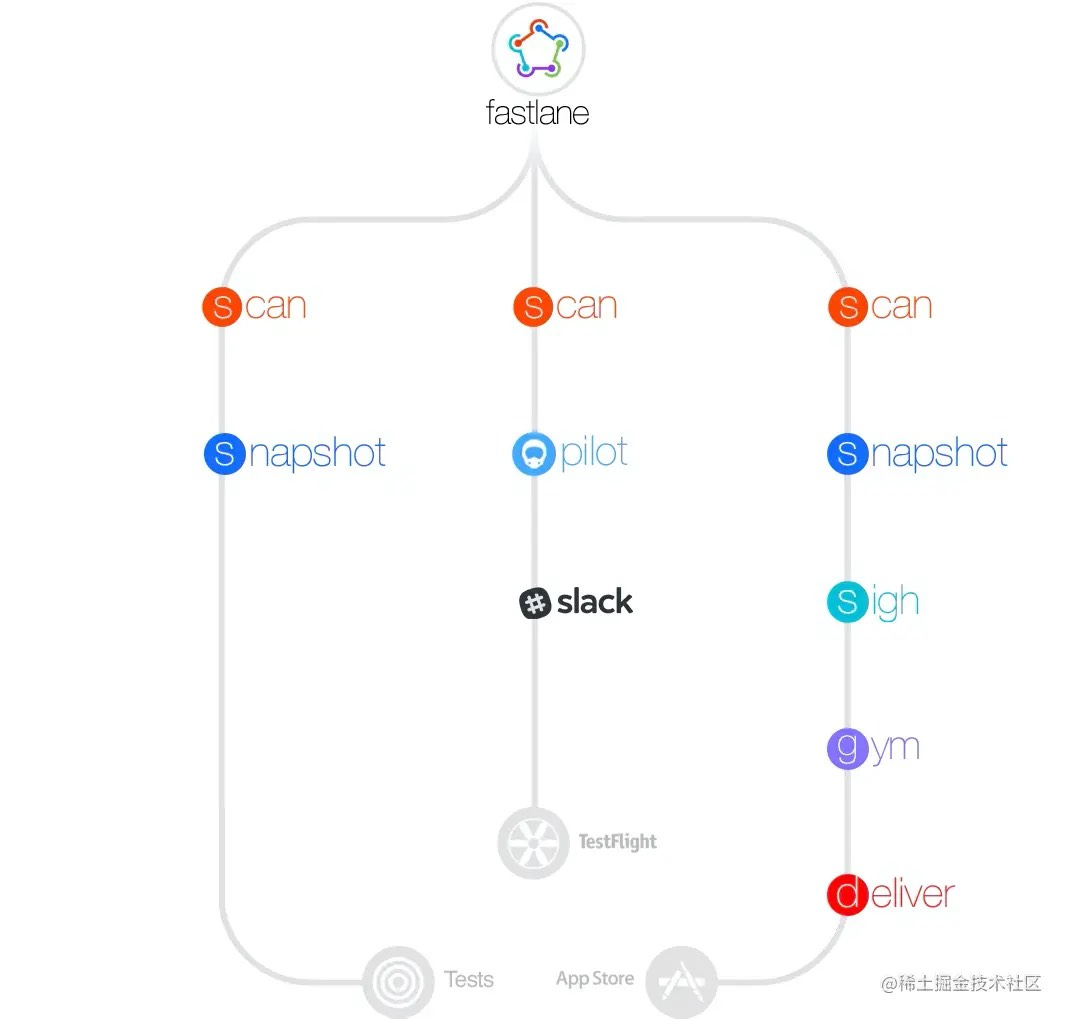 fastlane
scan
scan
scan
snapshot
pilot
snapshot
slack
sigh
gym
TestFlight
deliver
Tests
App Store
@稀土掘金技术社区